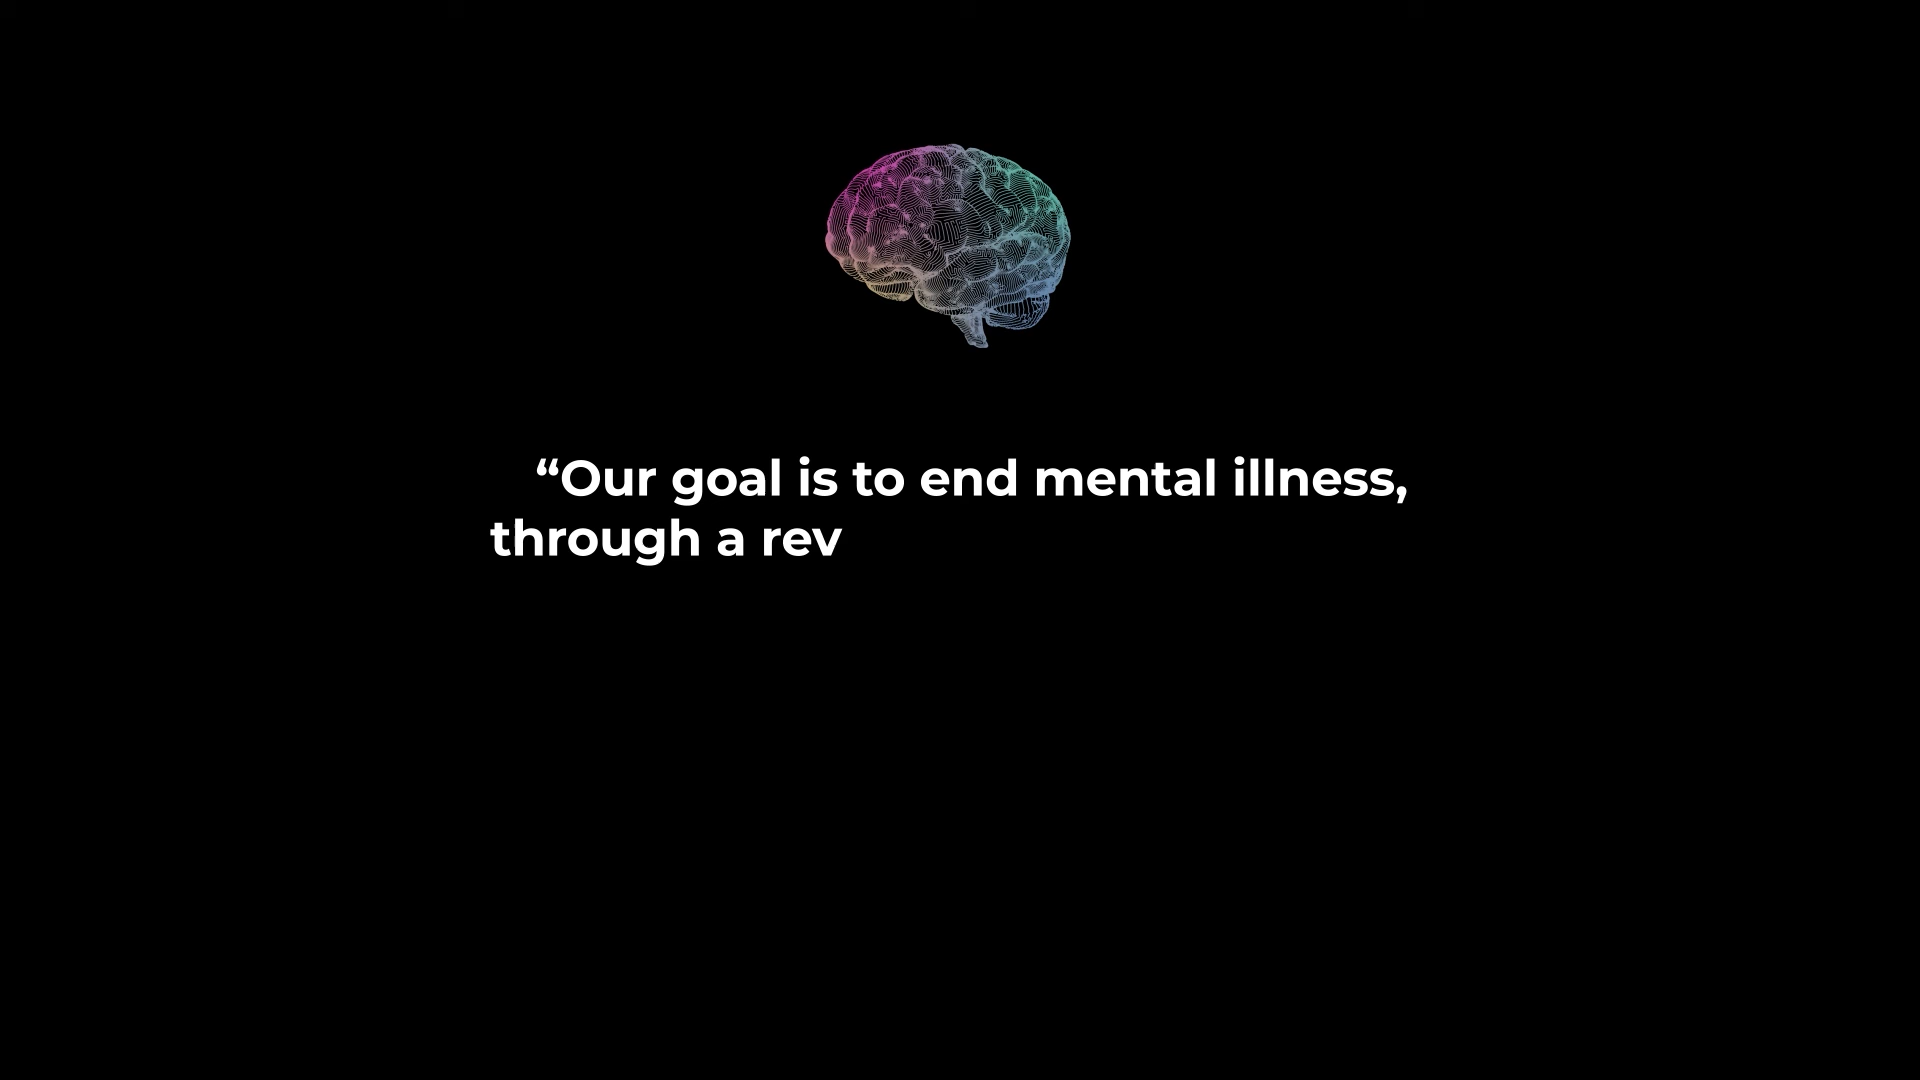 “Our goal is to end mental illness,
through a rev